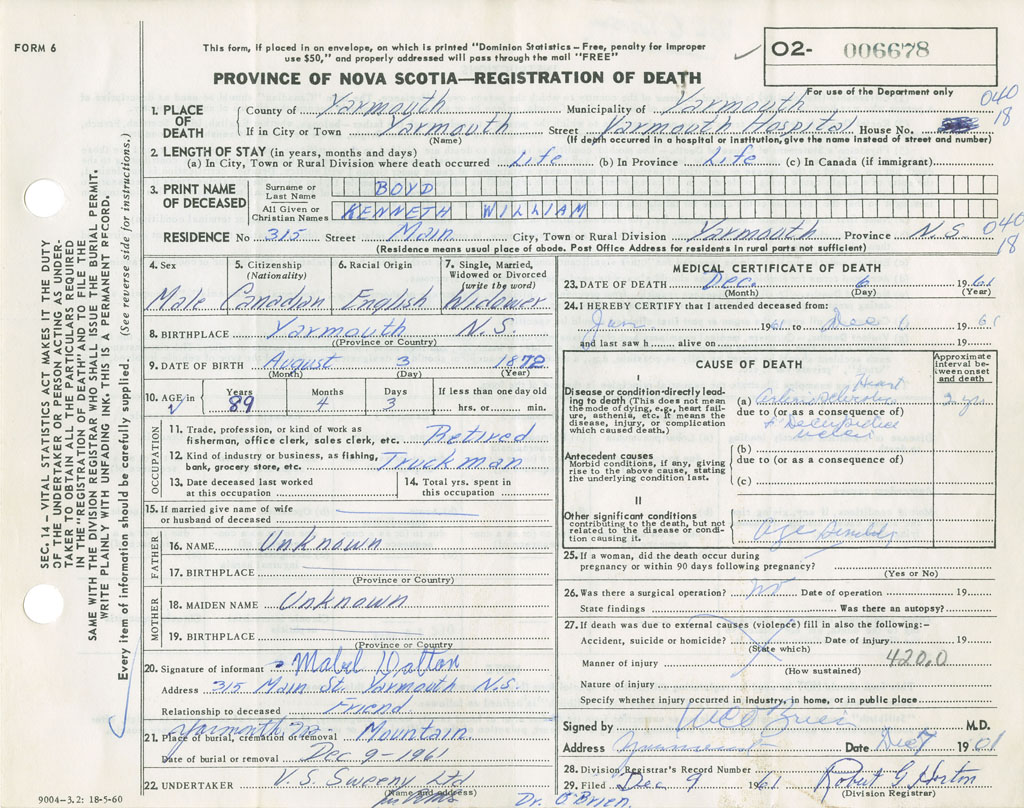 FORM 6
This form, if placed in an envelope, on which is printed "Dominion Statistics – Free, penalty for improper
use $50," and properly addressed will pass through the mail "FREE"
PROVINCE OF NOVA SCOTIA—REGISTRATION OF DEATH
O2- 006678
For use of the Department only
040
18
1. PLACE OF DEATH
County of Yarmouth Municipality of Yarmouth
If in City or Town Yarmouth Street Yarmouth Hospital House No.
(Name) (If death occurred in a hospital or institution, give the name instead of street and number)
2. LENGTH OF STAY (in years, months and days)
(a) In City, Town or Rural Division where death occurred Life (b) In Province Life (c) In Canada (if immigrant)
3. PRINT NAME OF DECEASED
Surname or Last Name BOYD
All Given or Christian Names KENNETH WILLIAM
RESIDENCE No 315 Street Main City, Town or Rural Division Yarmouth Province N.S. 040
18
(Residence means usual place of abode. Post Office Address for residents in rural parts not sufficient)
4. Sex Male
5. Citizenship (Nationality) Canadian
6. Racial Origin English
7. Single, Married, Widowed or Divorced (write the word) Widower
8. BIRTHPLACE Yarmouth N.S.
(Province or Country)
9. DATE OF BIRTH August 3 1872
(Month) (Day) (Year)
10. AGE in Years 89 Months 4 Days 3 If less than one day old hrs. or min.
OCCUPATION
11. Trade, profession, or kind of work as
fisherman, office clerk, sales clerk, etc. Retired
12. Kind of industry or business, as fishing,
bank, grocery store, etc. Truckman
13. Date deceased last worked
at this occupation
14. Total yrs. spent in
this occupation
15. If married give name of wife
or husband of deceased
FATHER
16. NAME Unknown
17. BIRTHPLACE
(Province or Country)
MOTHER
18. MAIDEN NAME Unknown
19. BIRTHPLACE
(Province or Country)
20. Signature of informant Mabel Dalton
Address 315 Main St. Yarmouth N.S.
Relationship to deceased Friend
21. Place of burial, cremation or removal Yarmouth Mountain
Date of burial or removal Dec 9 - 1961
22. UNDERTAKER V.S. Sweeny Ltd
(Name and address)
9004–3.2: 18-5-60
MEDICAL CERTIFICATE OF DEATH
23. DATE OF DEATH Dec. 6 1961
(Month) (Day) (Year)
24. I HEREBY CERTIFY that I attended deceased from:
Jun 1961 to Dec 1961
and last saw h alive on 19
CAUSE OF DEATH
Approximate interval between onset and death
I
Disease or condition directly leading to death (This does not mean the mode of dying, e.g., heart failure, asthenia, etc. It means the disease, injury, or complication which caused death.)
(a) Arteriosclerotic Heart 2 yrs
due to (or as a consequence of)
Decubitus ulcer
Antecedent causes
Morbid conditions, if any, giving rise to the above cause, stating the underlying condition last.
(b)
due to (or as a consequence of)
(c)
II
Other significant conditions
contributing to the death, but not related to the disease or condition causing it.
Age Senility
25. If a woman, did the death occur during
pregnancy or within 90 days following pregnancy?
(Yes or No)
26. Was there a surgical operation? no Date of operation 19
State findings Was there an autopsy?
27. If death was due to external causes (violence) fill in also the following:–
Accident, suicide or homicide? Date of injury 19
(State which)
Manner of injury 420.0
(How sustained)
Nature of injury
Specify whether injury occurred in industry, in home, or in public place
Signed by M.D.
Address Yarmouth Date Dec 7 1961
28. Division Registrar's Record Number
29. Filed Dec 9 1961 Robert G Horton
(Division Registrar)
Dr. O'Brien.
SEC. 14 – VITAL STATISTICS ACT MAKES IT THE DUTY
OF THE UNDERTAKER OR PERSON ACTING AS UNDERTAKER TO OBTAIN ALL THE PARTICULARS REQUIRED
IN THE "REGISTRATION OF DEATH" AND TO FILE THE
SAME WITH THE DIVISION REGISTRAR WHO SHALL ISSUE THE BURIAL PERMIT.
WRITE PLAINLY WITH UNFADING INK. THIS IS A PERMANENT RECORD.
Every item of information should be carefully supplied. (See reverse side for instructions.)